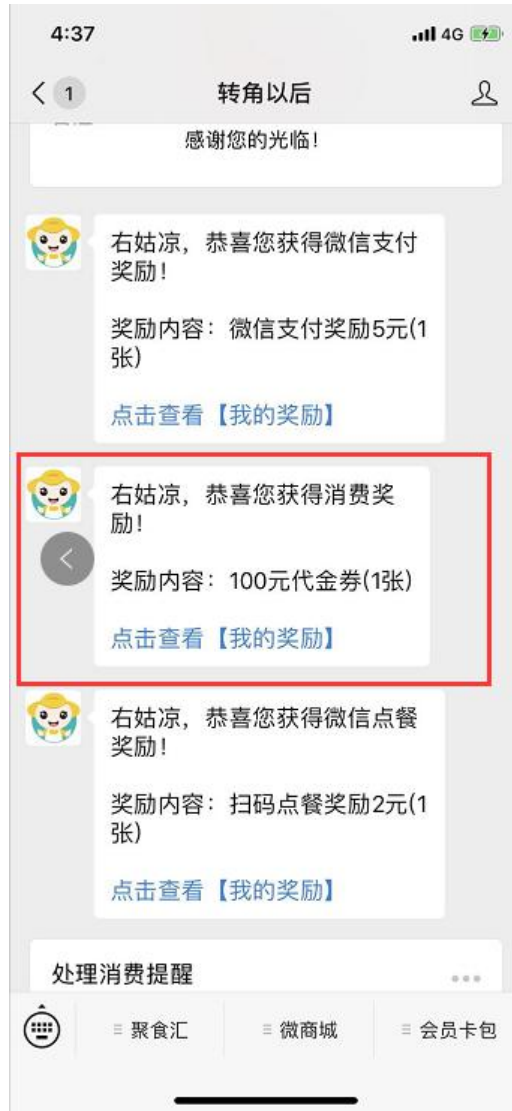 4:37
4G
1
转角以后
感谢您的光临！
右姑凉，恭喜您获得微信支付
奖励！
奖励内容：微信支付奖励5元(1
张)
点击查看【我的奖励】
右姑凉，恭喜您获得消费奖
励！
奖励内容：100元代金券(1张)
点击查看【我的奖励】
右姑凉，恭喜您获得微信点餐
奖励！
奖励内容：扫码点餐奖励2元(1
张)
点击查看【我的奖励】
处理消费提醒
聚食汇
微商城
会员卡包